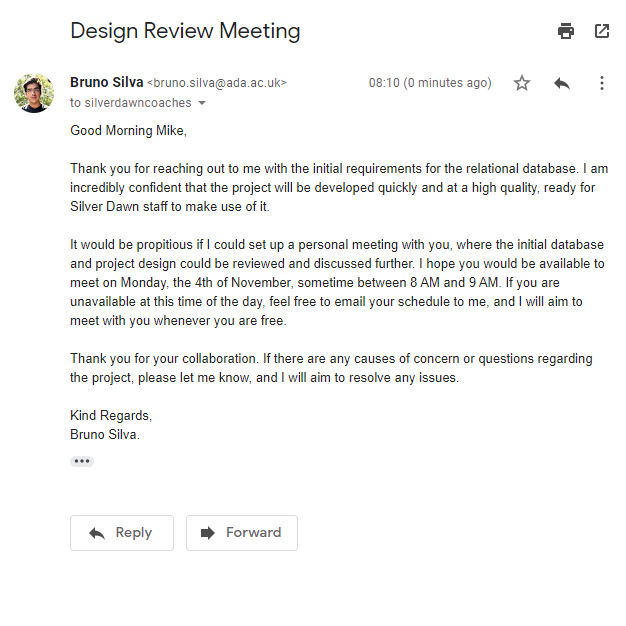 Design Review Meeting
Bruno Silva <bruno.silva@ada.ac.uk> 08:10 (0 minutes ago)
to silverdawncoaches
Good Morning Mike,
Thank you for reaching out to me with the initial requirements for the relational database. I am
incredibly confident that the project will be developed quickly and at a high quality, ready for
Silver Dawn staff to make use of it.
It would be propitious if I could set up a personal meeting with you, where the initial database
and project design could be reviewed and discussed further. I hope you would be available to
meet on Monday, the 4th of November, sometime between 8 AM and 9 AM. If you are
unavailable at this time of the day, feel free to email your schedule to me, and I will aim to
meet with you whenever you are free.
Thank you for your collaboration. If there are any causes of concern or questions regarding
the project, please let me know, and I will aim to resolve any issues.
Kind Regards,
Bruno Silva.
Reply Forward